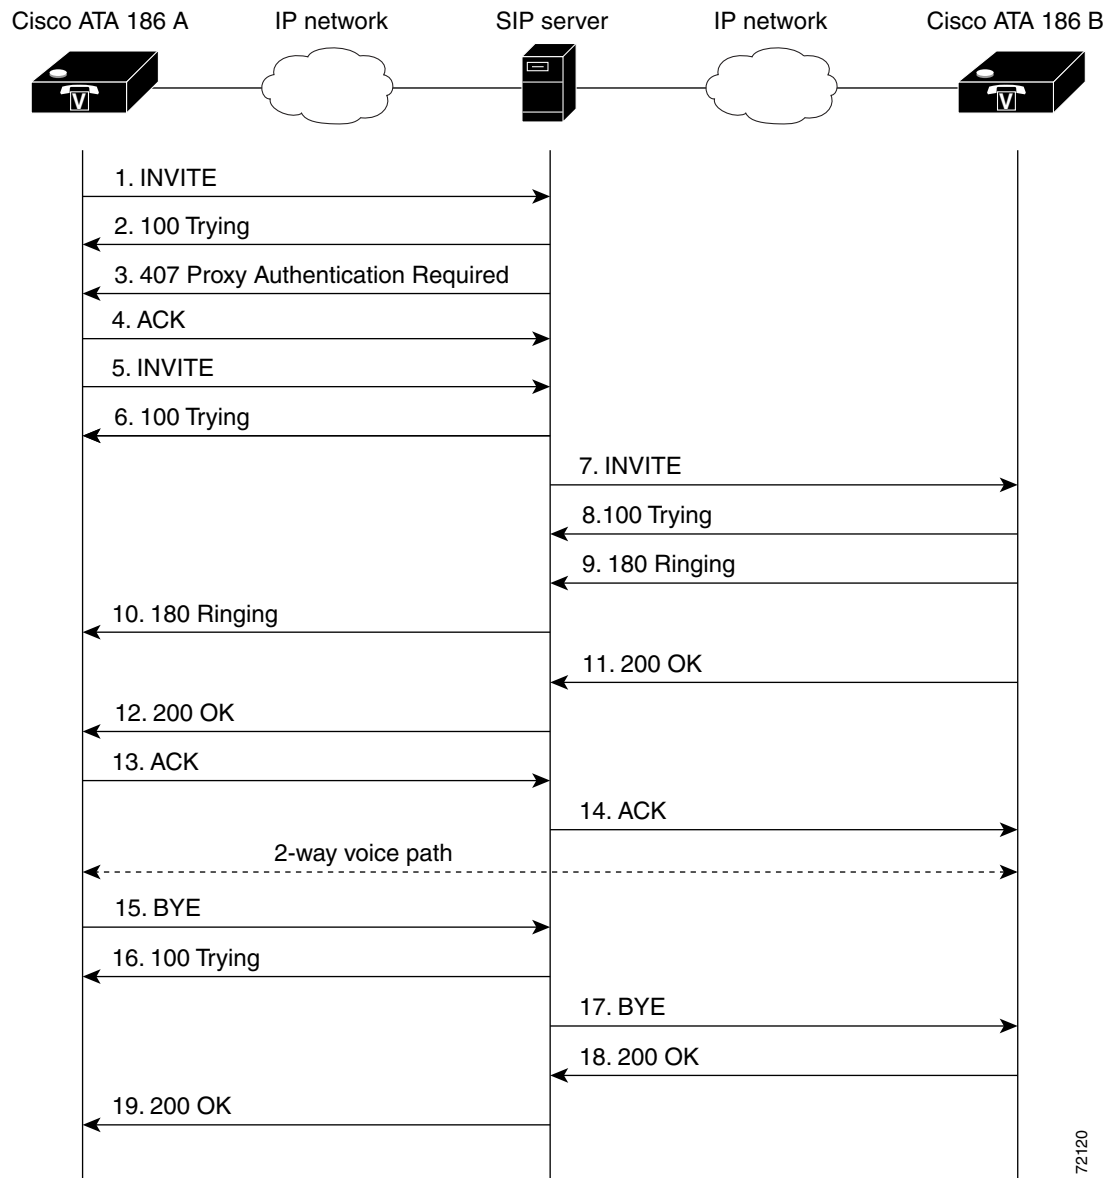 Cisco ATA 186 A
IP network
SIP server
IP network
Cisco ATA 186 B
V
V
1. INVITE
2. 100 Trying
3. 407 Proxy Authentication Required
4. ACK
5. INVITE
6. 100 Trying
7. INVITE
8.100 Trying
9. 180 Ringing
10. 180 Ringing
11. 200 OK
12. 200 OK
13. ACK
14. ACK
2-way voice path
15. BYE
16. 100 Trying
17. BYE
18. 200 OK
19. 200 OK
72120